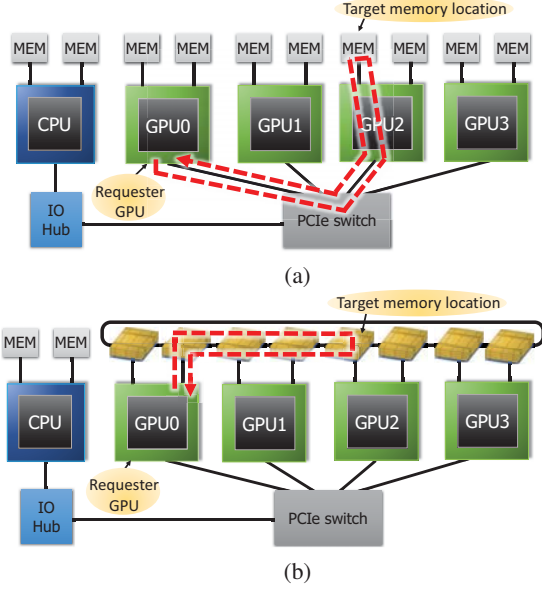 Target memory location
MEM MEM MEM MEM MEM MEM MEM MEM MEM MEM
CPU GPU0 GPU1 GPU2 GPU3
Requester
GPU
IO
Hub
PCIe switch
(a)
Target memory location
MEM MEM
CPU GPU0 GPU1 GPU2 GPU3
Requester
GPU
IO
Hub
PCIe switch
(b)